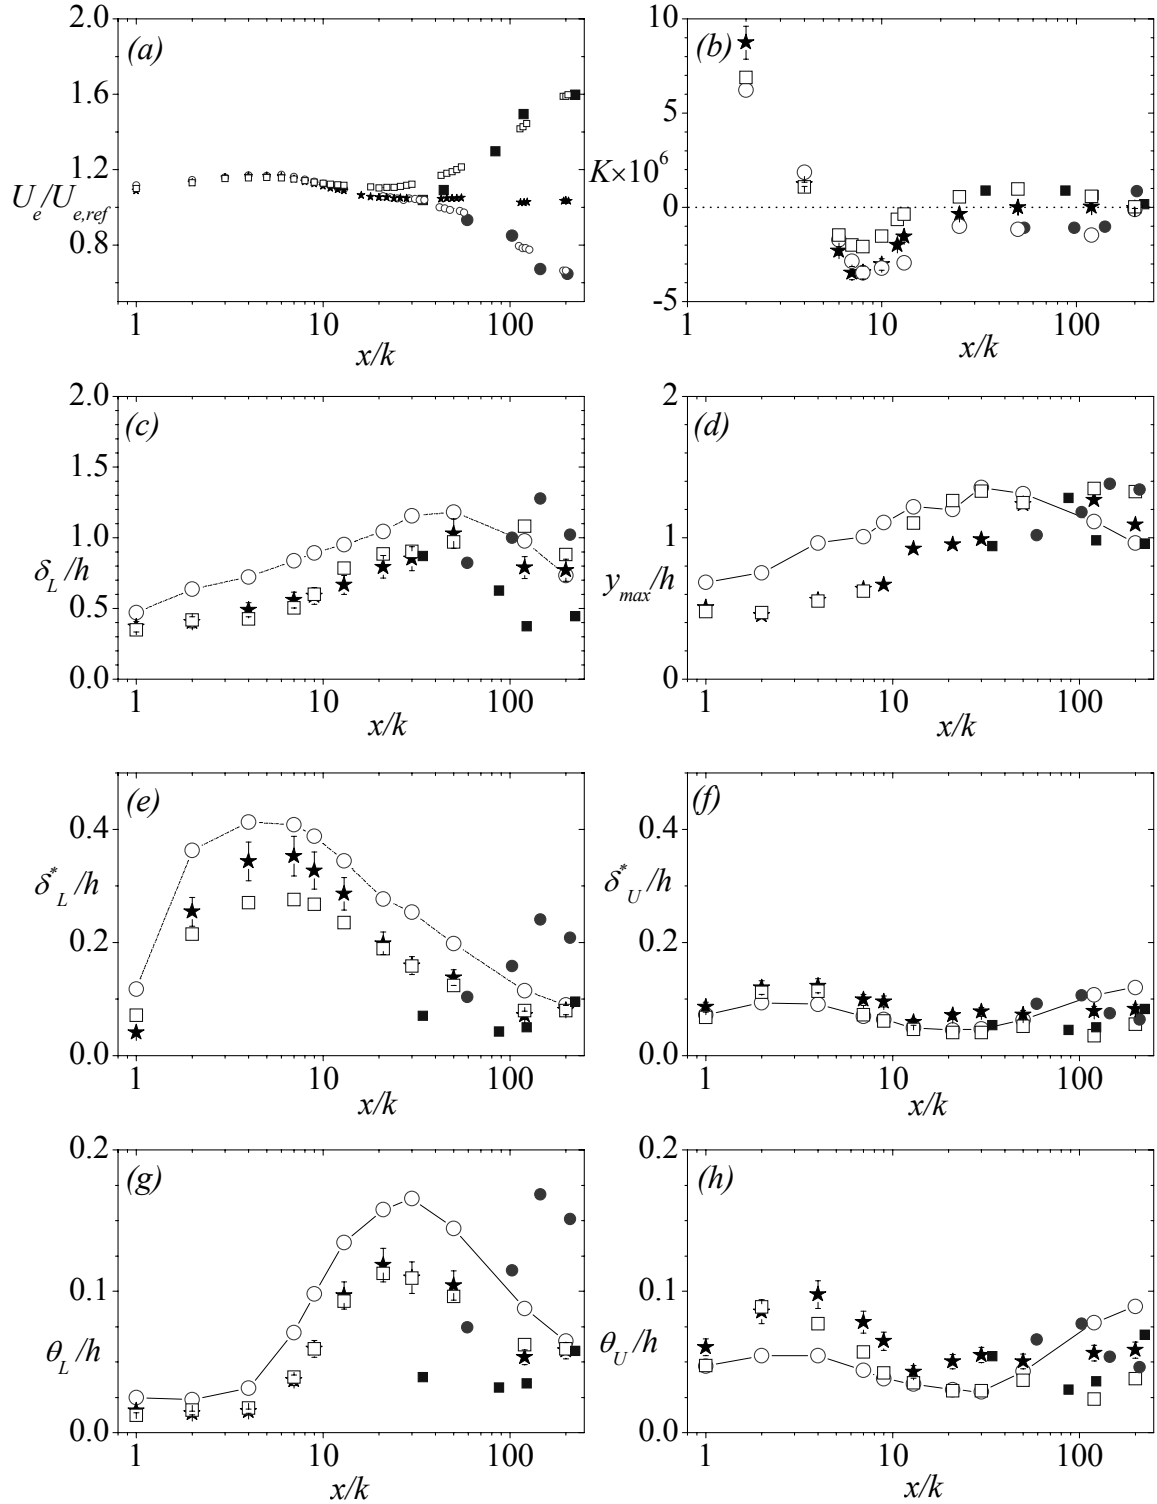 2.0
(a)
1.6
1.2
U_e/U_{e,ref}
0.8
1 10 100
x/k
10
(b)
5
K×10^6
0
-5
1 10 100
x/k
2.0
(c)
1.5
1.0
δ_L/h
0.5
0.0
1 10 100
x/k
2
(d)
1
y_{max}/h
0
1 10 100
x/k
(e)
0.4
δ^*_L/h
0.2
0.0
1 10 100
x/k
(f)
0.4
δ^*_U/h
0.2
0.0
1 10 100
x/k
0.2
(g)
0.1
θ_L/h
0.0
1 10 100
x/k
0.2
(h)
0.1
θ_U/h
0.0
1 10 100
x/k